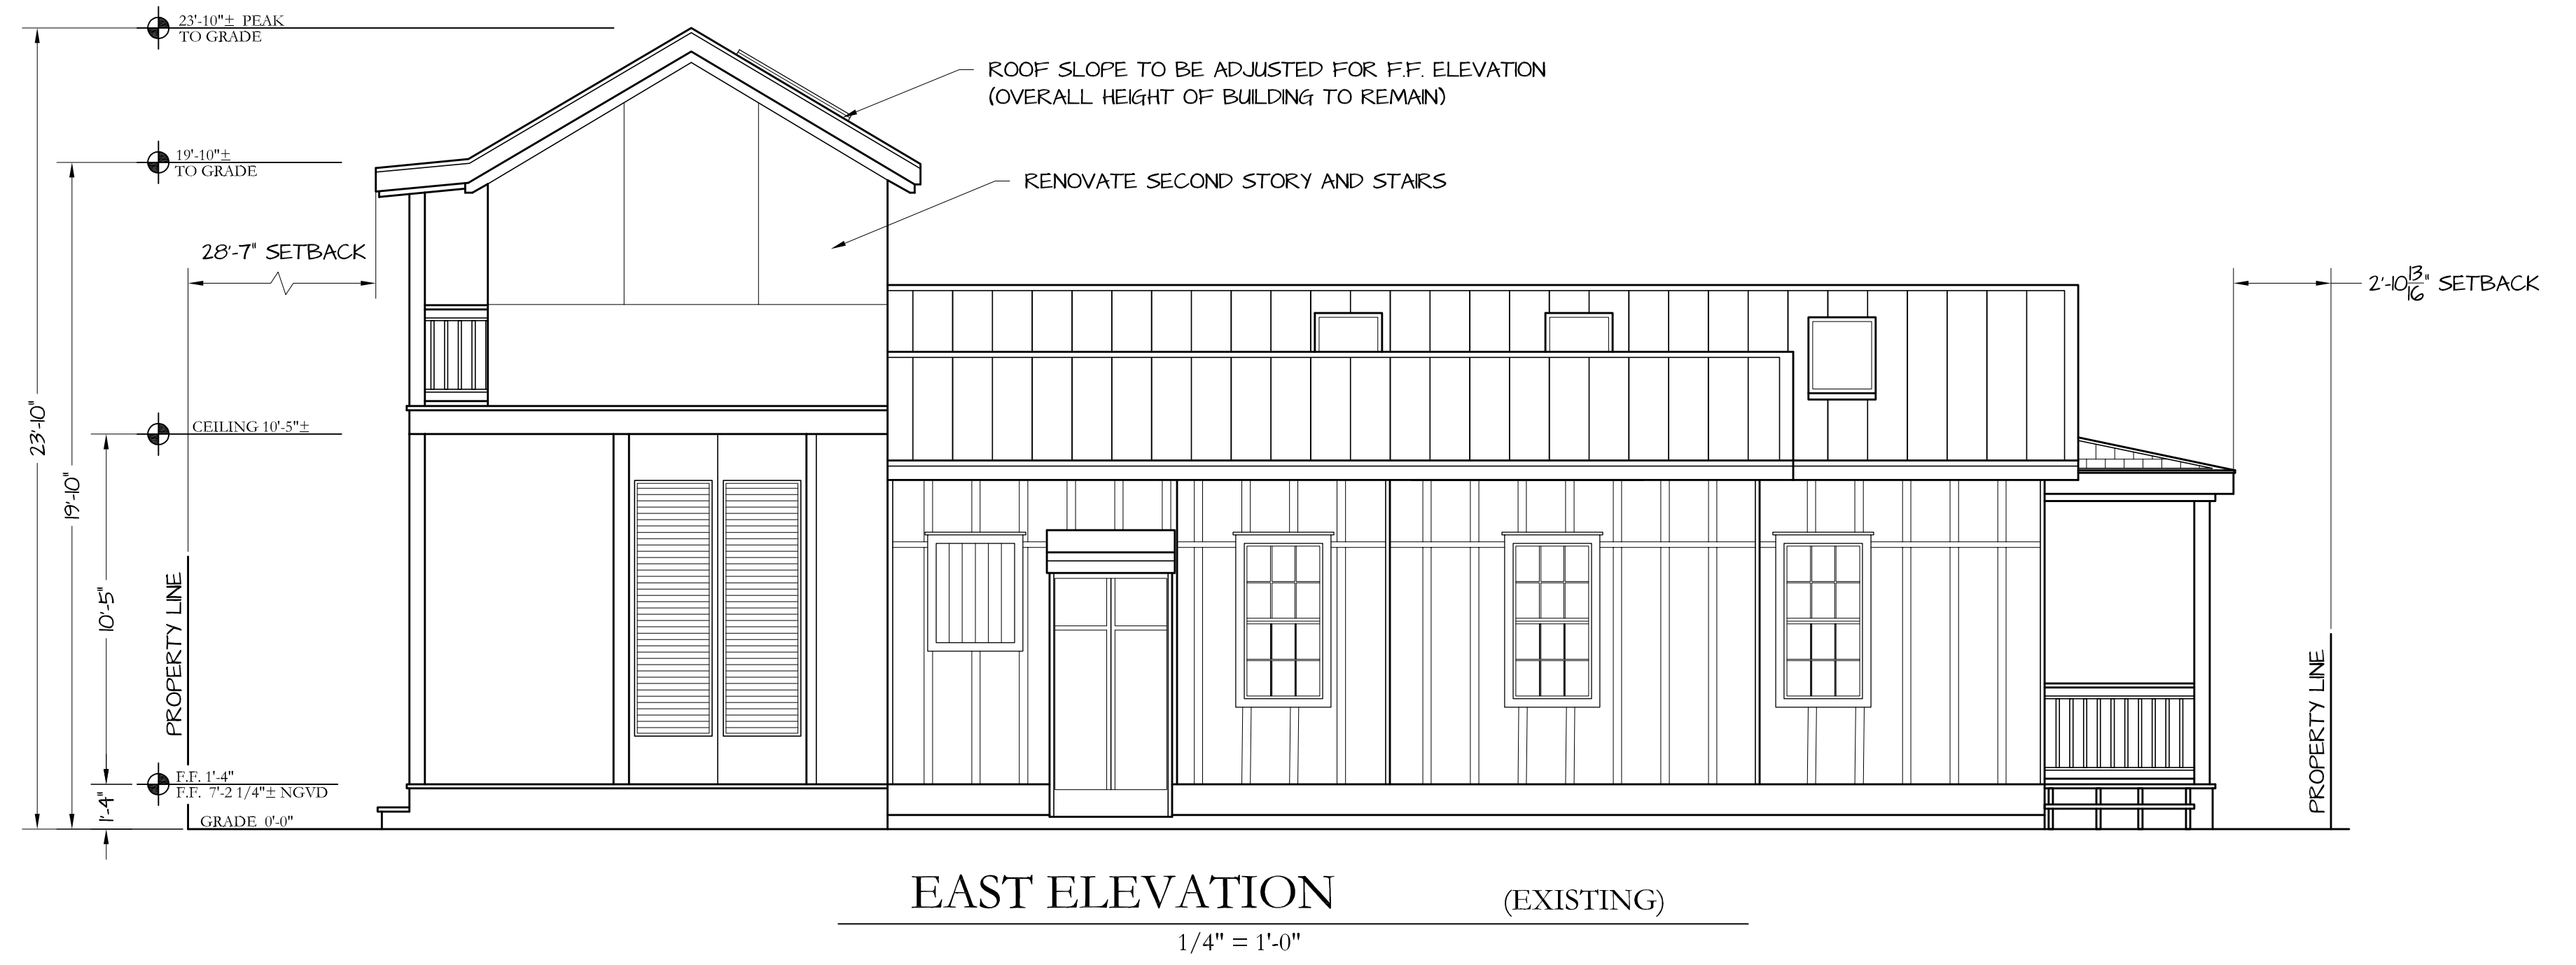 23'-10"± PEAK
TO GRADE
ROOF SLOPE TO BE ADJUSTED FOR F.F. ELEVATION
(OVERALL HEIGHT OF BUILDING TO REMAIN)
19'-10"±
TO GRADE
RENOVATE SECOND STORY AND STAIRS
28'-7" SETBACK
2'-10 13/16" SETBACK
23'-10"
19'-10"
CEILING 10'-5"±
10'-5"
PROPERTY LINE
PROPERTY LINE
F.F. 1'-4"
F.F. 7'-2 1/4"± NGVD
1'-4"
GRADE 0'-0"
EAST ELEVATION (EXISTING)
1/4" = 1'-0"